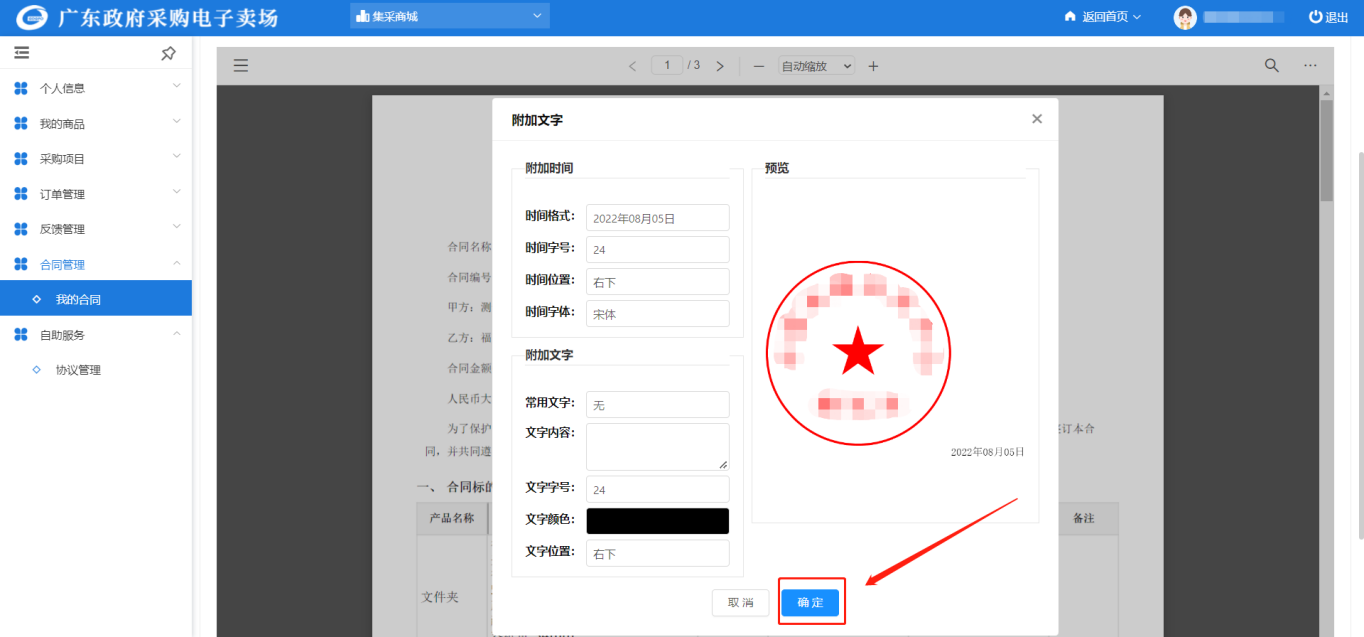 广东政府采购电子卖场
集采商城
返回首页
退出
个人信息
我的商品
采购项目
订单管理
反馈管理
合同管理
我的合同
自助服务
协议管理
1 / 3
自动缩放
合同名称
合同编号
甲方：测
乙方：福
合同金额
人民币大
为了保护
订本合
同，并共同遵
一、 合同标的
产品名称
备注
文件夹
附加文字
附加时间
时间格式： 2022年08月05日
时间字号： 24
时间位置： 右下
时间字体： 宋体
附加文字
常用文字： 无
文字内容：
文字字号： 24
文字颜色：
文字位置： 右下
预览
2022年08月05日
取 消
确 定